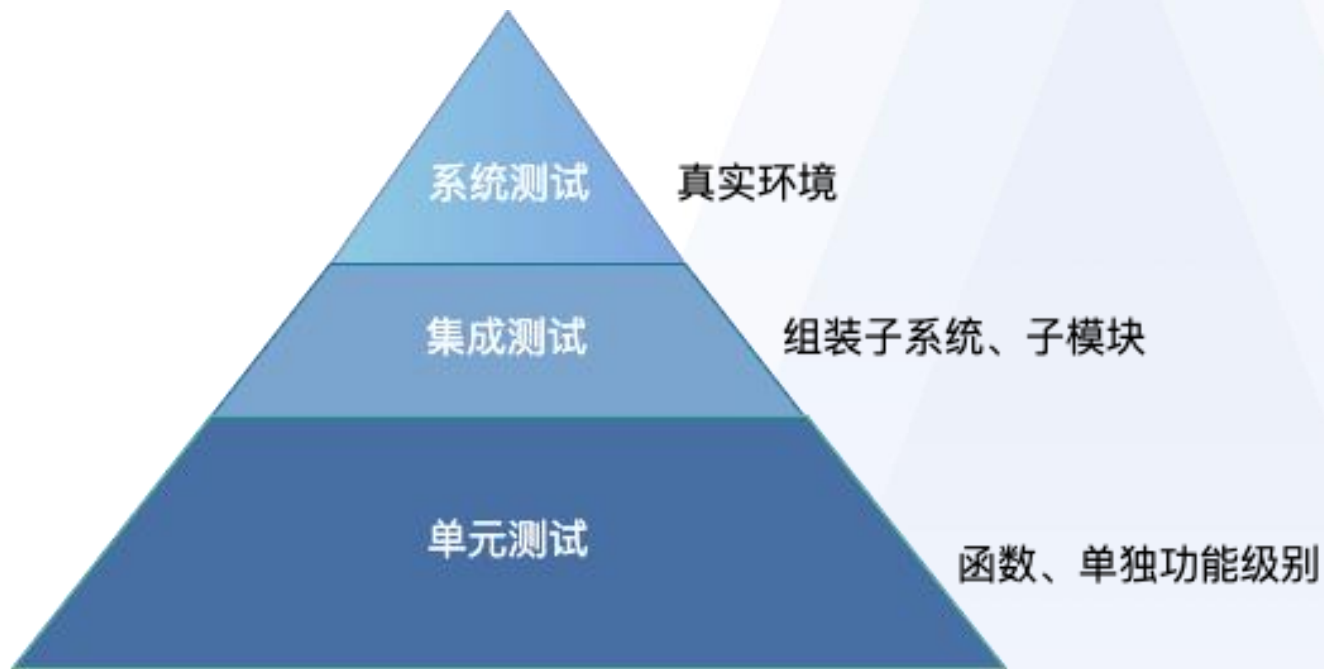 系统测试
真实环境
集成测试
组装子系统、子模块
单元测试
函数、单独功能级别